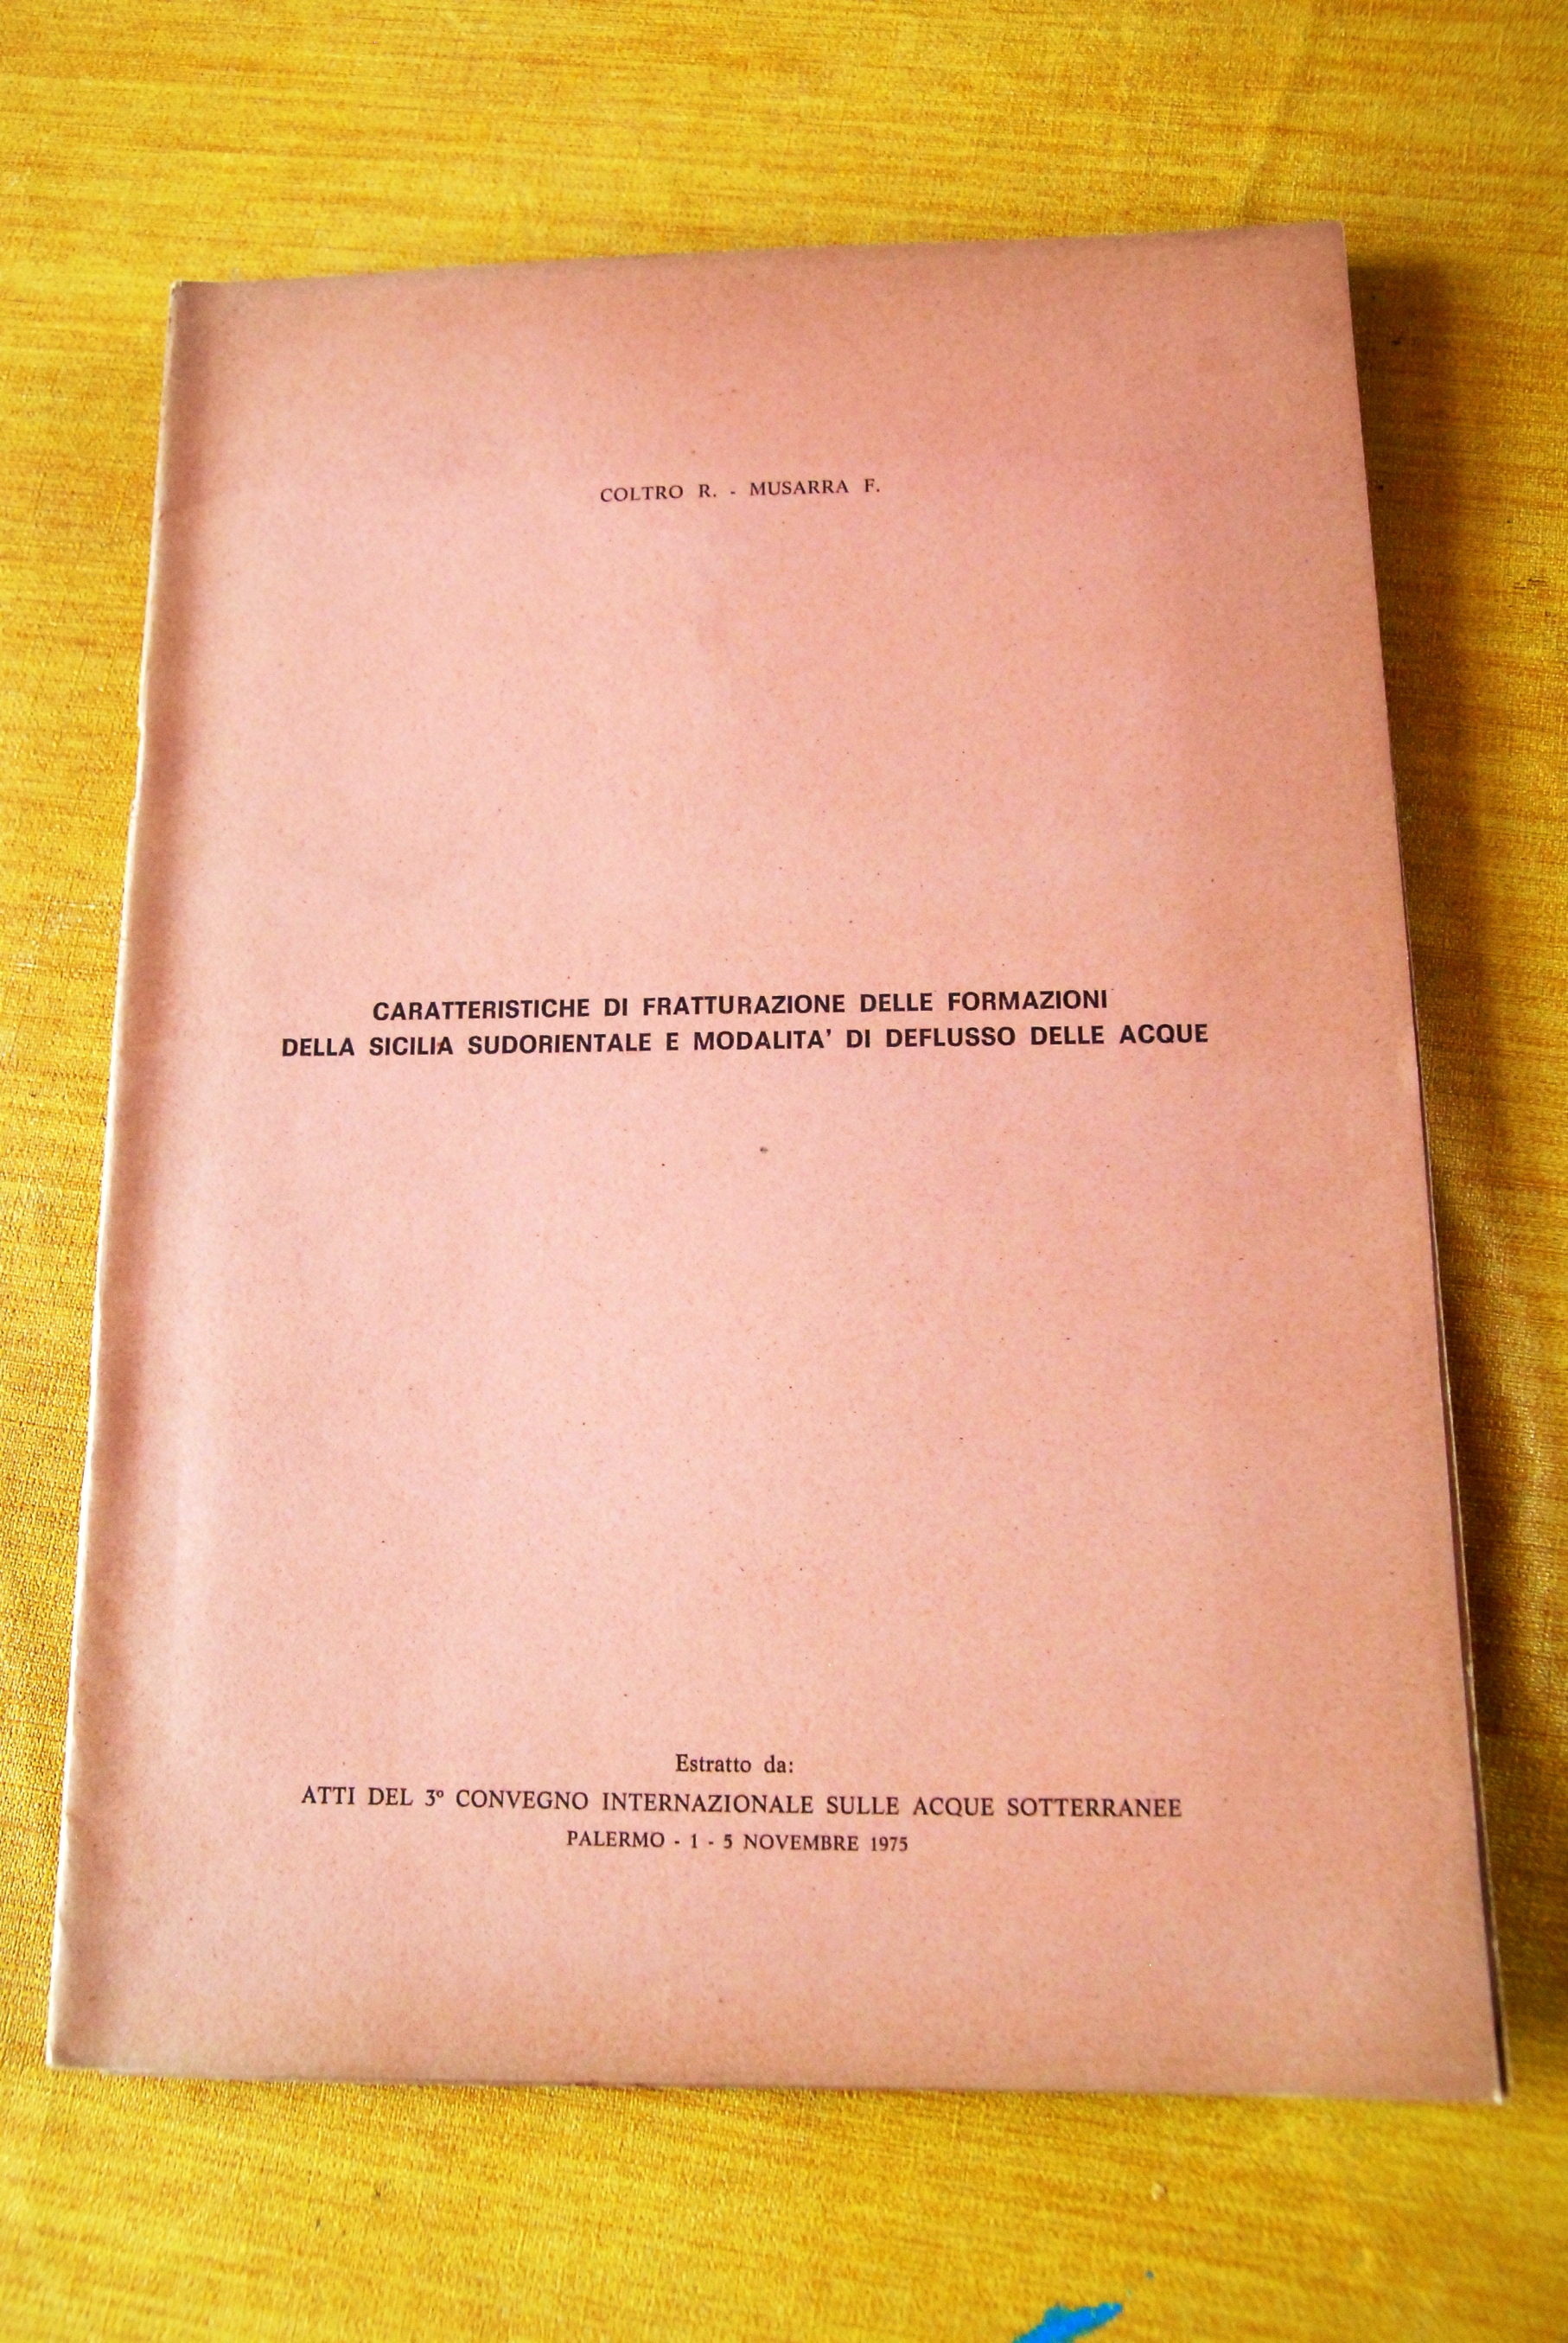 COLTRO R. - MUSARRA F.
CARATTERISTICHE DI FRATTURAZIONE DELLE FORMAZIONI
DELLA SICILIA SUDORIENTALE E MODALITA' DI DEFLUSSO DELLE ACQUE
Estratto da:
ATTI DEL 3º CONVEGNO INTERNAZIONALE SULLE ACQUE SOTTERRANEE
PALERMO - 1 - 5 NOVEMBRE 1975